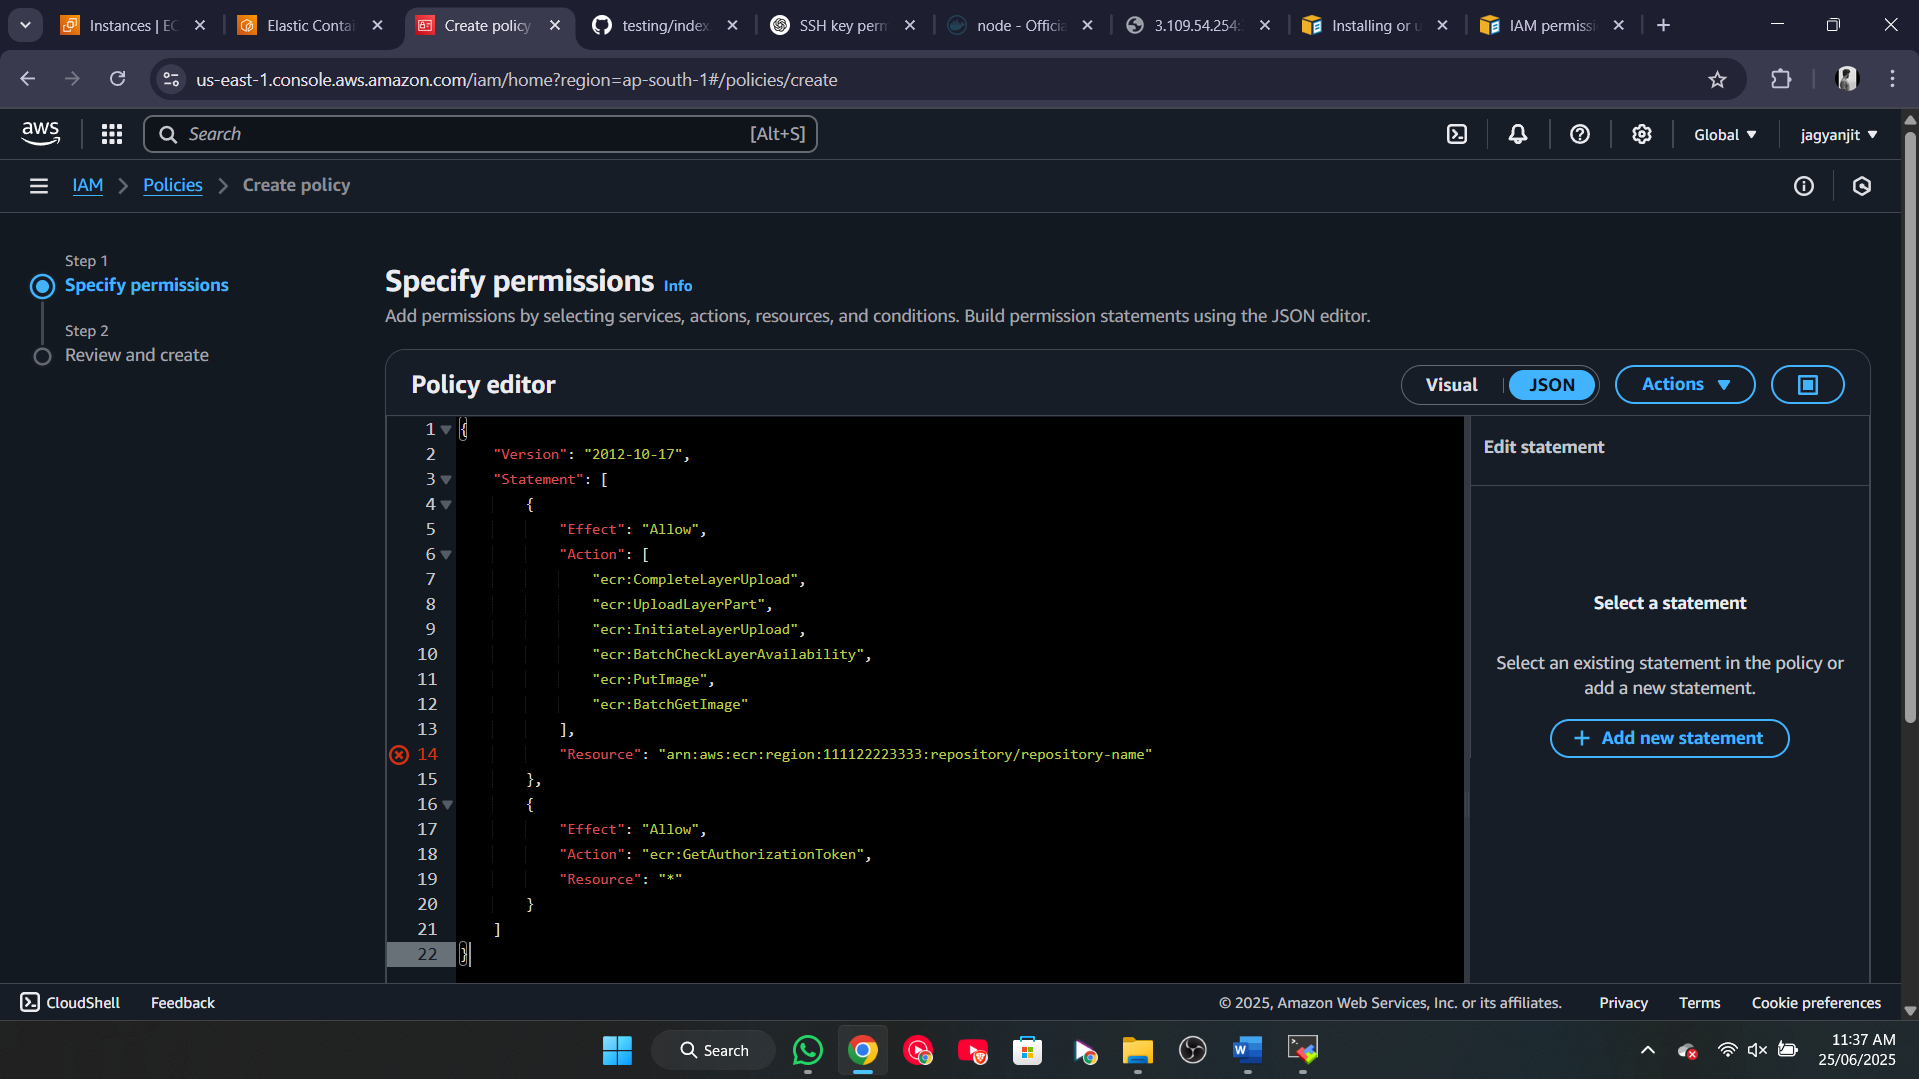 Instances | EC
Elastic Contai
Create policy
testing/index.
SSH key perm
node - Officia
3.109.54.254:
Installing or u
IAM permissi
us-east-1.console.aws.amazon.com/iam/home?region=ap-south-1#/policies/create
aws
Search
[Alt+S]
Global
jagyanjit
IAM
Policies
Create policy
Step 1
Specify permissions
Step 2
Review and create
Specify permissions Info
Add permissions by selecting services, actions, resources, and conditions. Build permission statements using the JSON editor.
Policy editor
Visual
JSON
Actions
1 {
2 "Version": "2012-10-17",
3 "Statement": [
4 {
5 "Effect": "Allow",
6 "Action": [
7 "ecr:CompleteLayerUpload",
8 "ecr:UploadLayerPart",
9 "ecr:InitiateLayerUpload",
10 "ecr:BatchCheckLayerAvailability",
11 "ecr:PutImage",
12 "ecr:BatchGetImage"
13 ],
14 "Resource": "arn:aws:ecr:region:111122223333:repository/repository-name"
15 },
16 {
17 "Effect": "Allow",
18 "Action": "ecr:GetAuthorizationToken",
19 "Resource": "*"
20 }
21 ]
22 }
Edit statement
Select a statement
Select an existing statement in the policy or
add a new statement.
+ Add new statement
CloudShell
Feedback
© 2025, Amazon Web Services, Inc. or its affiliates.
Privacy
Terms
Cookie preferences
Search
11:37 AM
25/06/2025